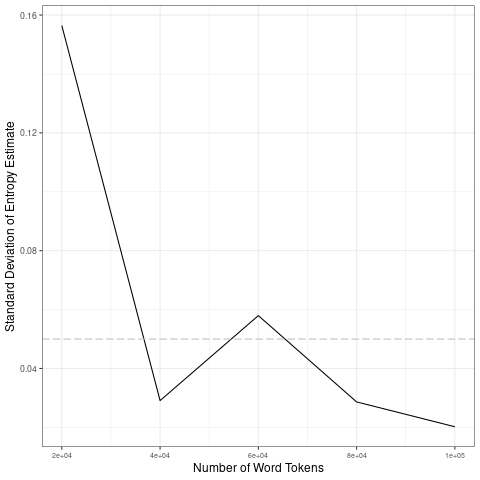 Standard Deviation of Entropy Estimate
0.16
0.12
0.08
0.04
2e+04 4e+04 6e+04 8e+04 1e+05
Number of Word Tokens